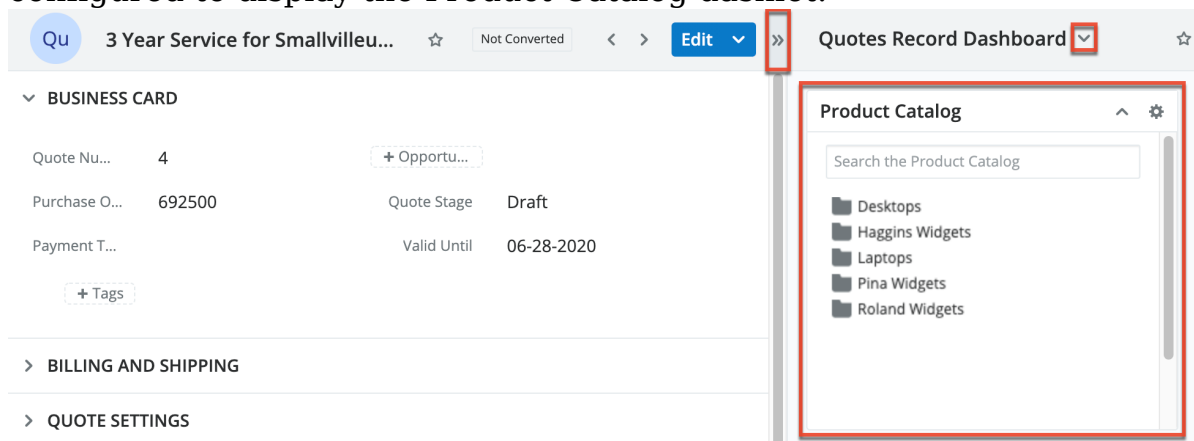 configured to display the Product Catalog dashlet.
Qu 3 Year Service for Smallvilleu... Not Converted Edit
BUSINESS CARD
Quote Nu... 4 + Opportu...
Purchase O... 692500 Quote Stage Draft
Payment T... Valid Until 06-28-2020
+ Tags
BILLING AND SHIPPING
QUOTE SETTINGS
Quotes Record Dashboard
Product Catalog
Search the Product Catalog
Desktops
Haggins Widgets
Laptops
Pina Widgets
Roland Widgets